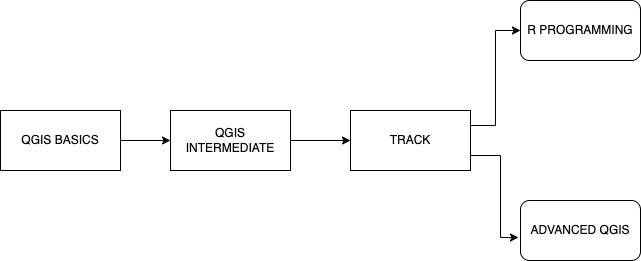 R PROGRAMMING
QGIS BASICS
QGIS
INTERMEDIATE
TRACK
ADVANCED QGIS